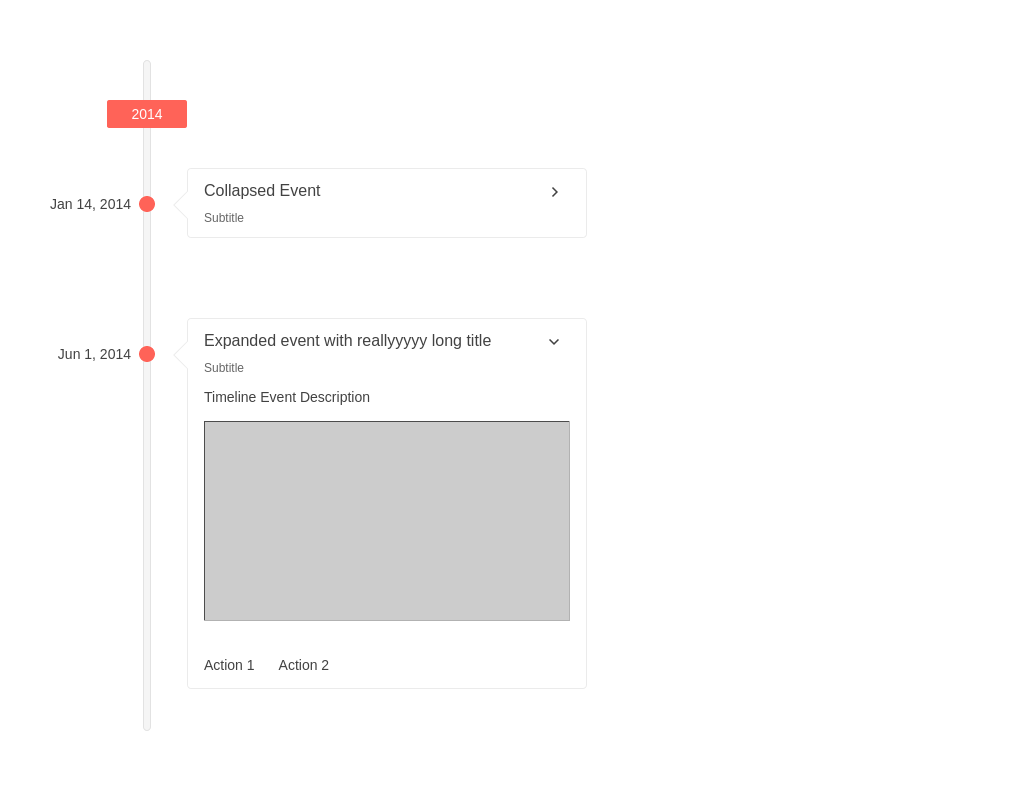 2014
Jan 14, 2014
Collapsed Event
Subtitle
Jun 1, 2014
Expanded event with reallyyyyy long title
Subtitle
Timeline Event Description
Action 1 Action 2